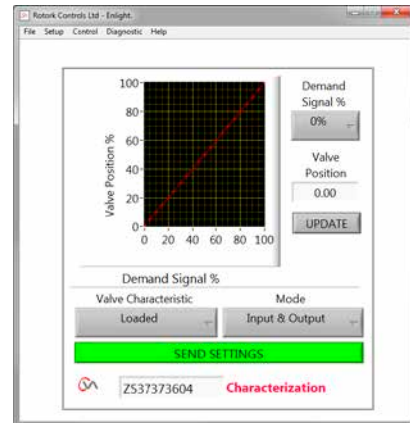 Rotork Controls Ltd - Enlight.
File Setup Control Diagnostic Help
100
80
60
40
20
0
Valve Position %
0 20 40 60 80 100
Demand Signal %
Demand
Signal %
0%
Valve
Position
0.00
UPDATE
Valve Characteristic Mode
Loaded Input & Output
SEND SETTINGS
ZS37373604 Characterization